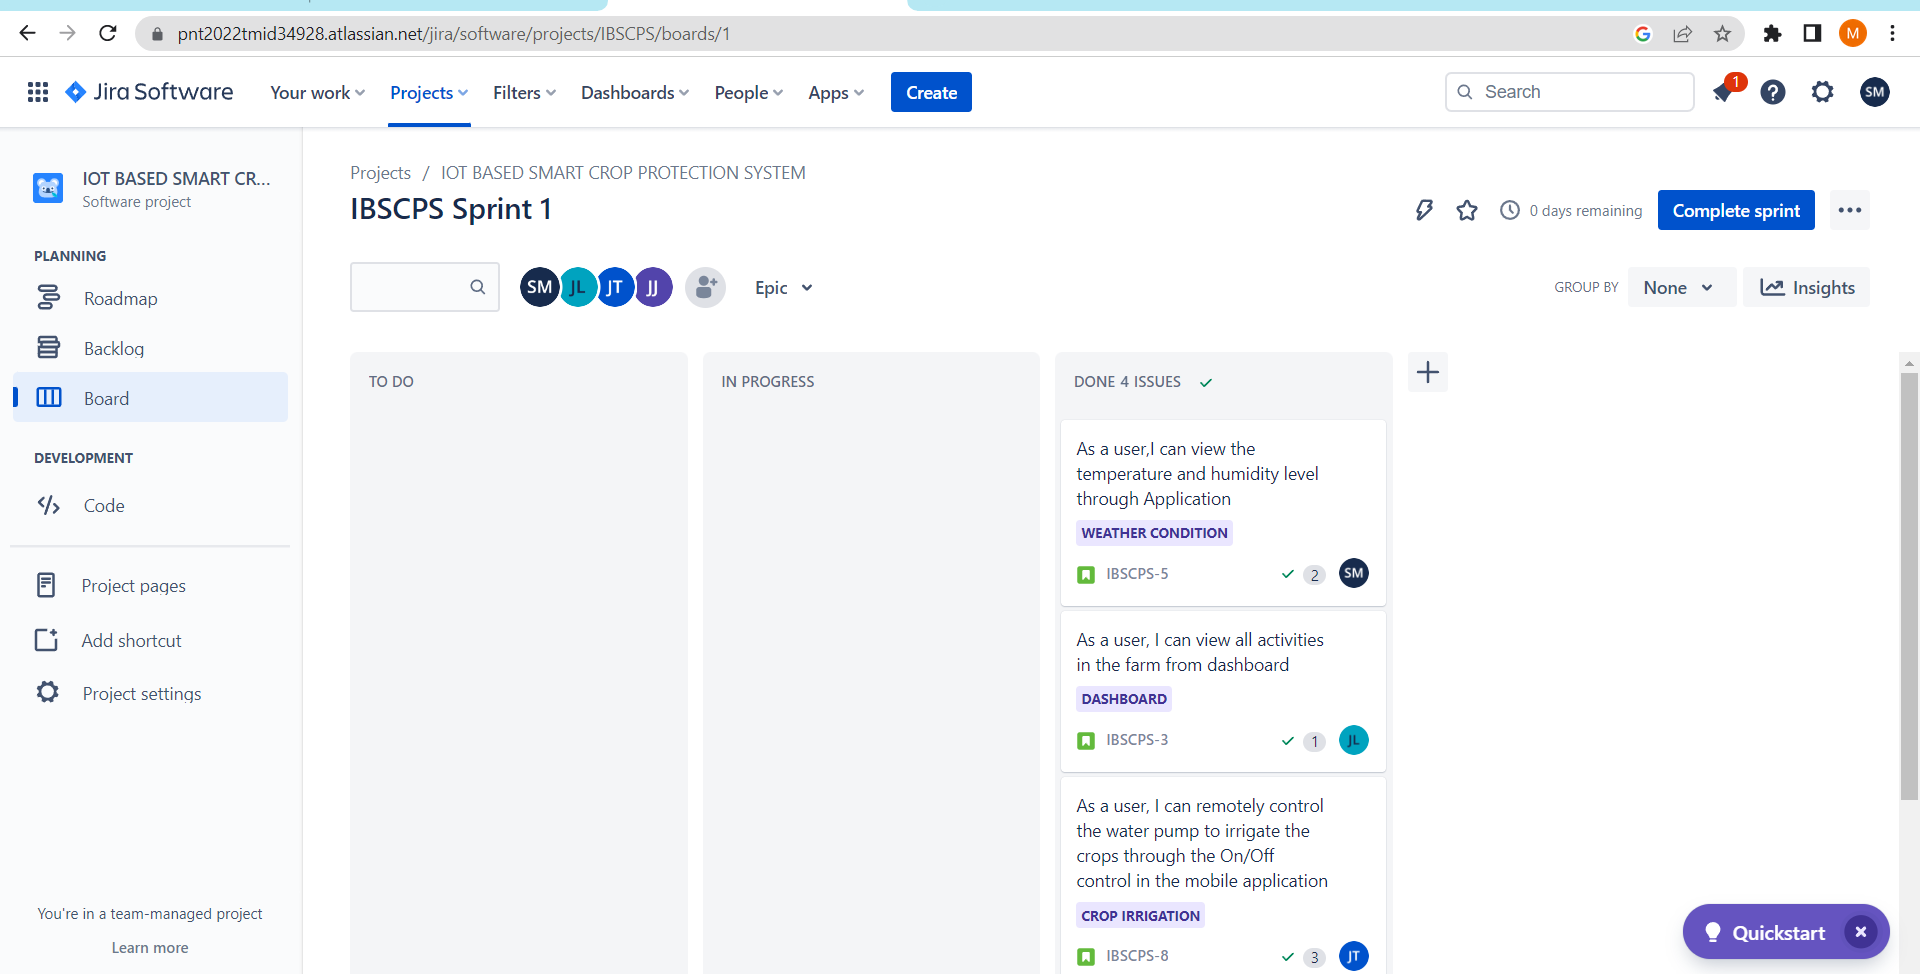 pnt2022tmid34928.atlassian.net/jira/software/projects/IBSCPS/boards/1
M
Jira Software
Your work
Projects
Filters
Dashboards
People
Apps
Create
Search
1
SM
IOT BASED SMART CR...
Software project
PLANNING
Roadmap
Backlog
Board
DEVELOPMENT
Code
Project pages
Add shortcut
Project settings
You're in a team-managed project
Learn more
Projects / IOT BASED SMART CROP PROTECTION SYSTEM
IBSCPS Sprint 1
0 days remaining
Complete sprint
SM
JL
JT
JJ
Epic
GROUP BY
None
Insights
TO DO
IN PROGRESS
DONE 4 ISSUES
As a user,I can view the
temperature and humidity level
through Application
WEATHER CONDITION
IBSCPS-5
2
SM
As a user, I can view all activities
in the farm from dashboard
DASHBOARD
IBSCPS-3
1
JL
As a user, I can remotely control
the water pump to irrigate the
crops through the On/Off
control in the mobile application
CROP IRRIGATION
IBSCPS-8
3
JT
Quickstart